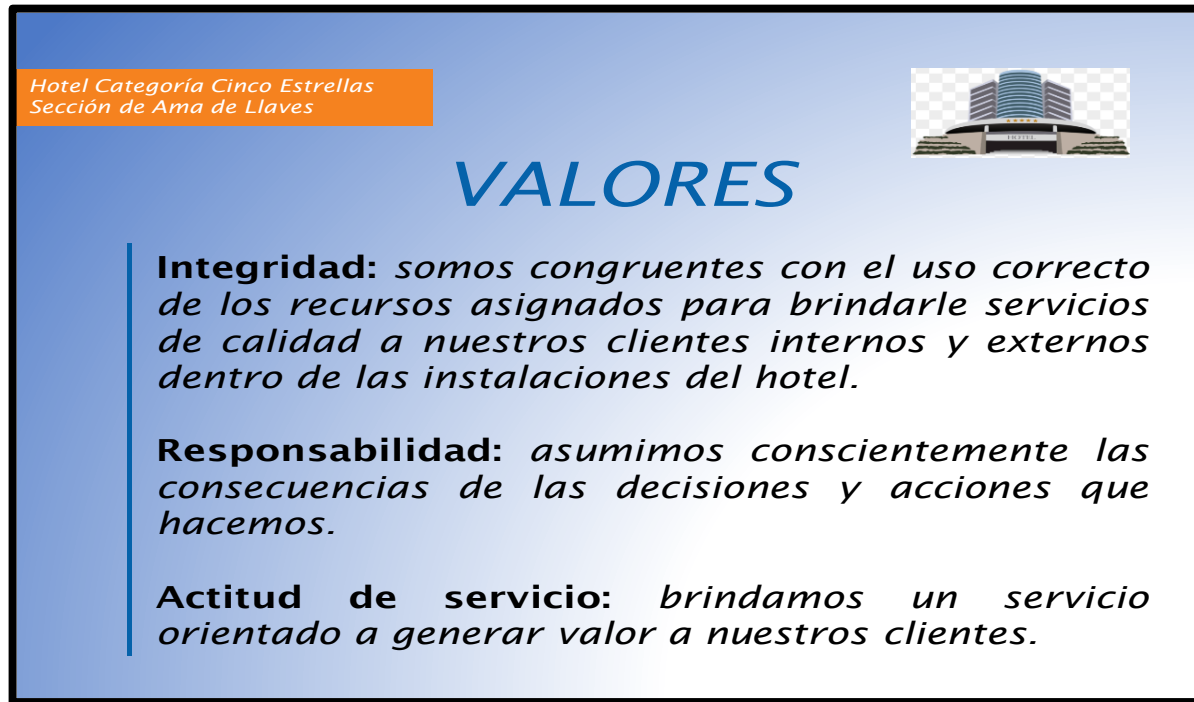 Hotel Categoría Cinco Estrellas
Sección de Ama de Llaves
HOTEL
VALORES
Integridad: somos congruentes con el uso correcto
de los recursos asignados para brindarle servicios
de calidad a nuestros clientes internos y externos
dentro de las instalaciones del hotel.
Responsabilidad: asumimos conscientemente las
consecuencias de las decisiones y acciones que
hacemos.
Actitud de servicio: brindamos un servicio
orientado a generar valor a nuestros clientes.